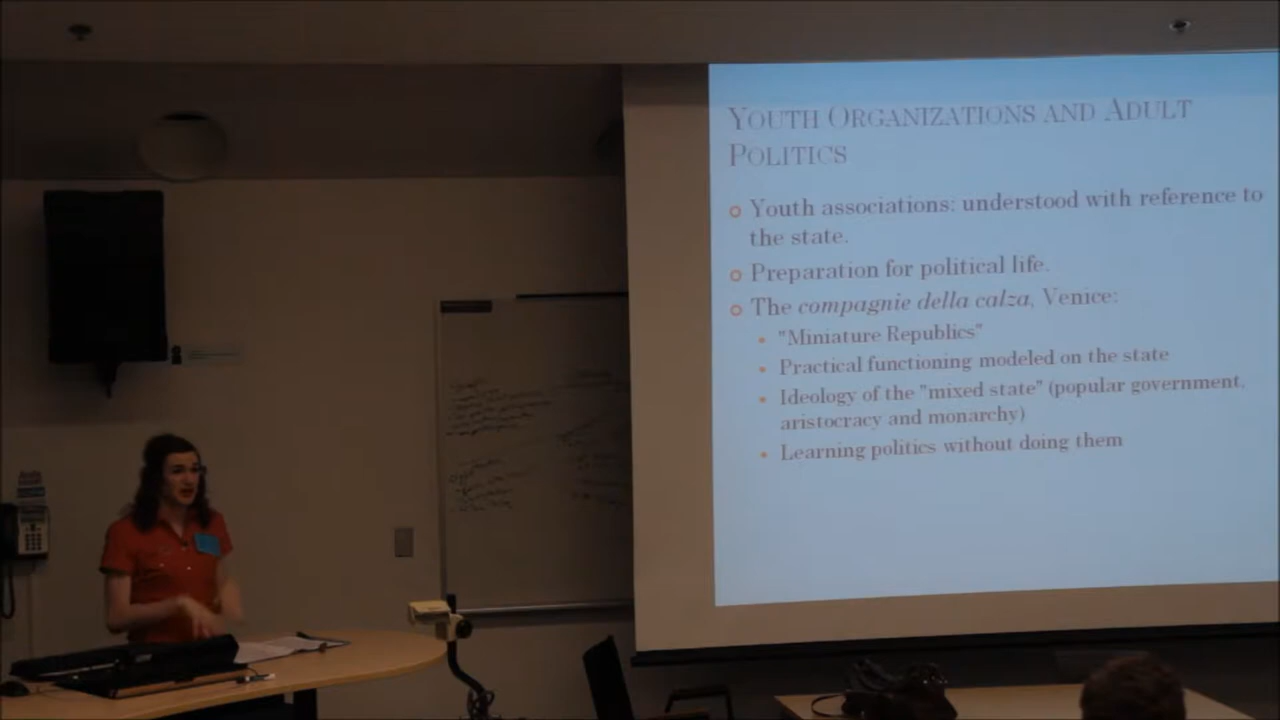 YOUTH ORGANIZATIONS AND ADULT
POLITICS
Youth associations: understood with reference to
the state.
Preparation for political life.
The compagnie della calza, Venice:
"Miniature Republics"
Practical functioning modeled on the state
Ideology of the "mixed state" (popular government,
aristocracy and monarchy)
Learning politics without doing them